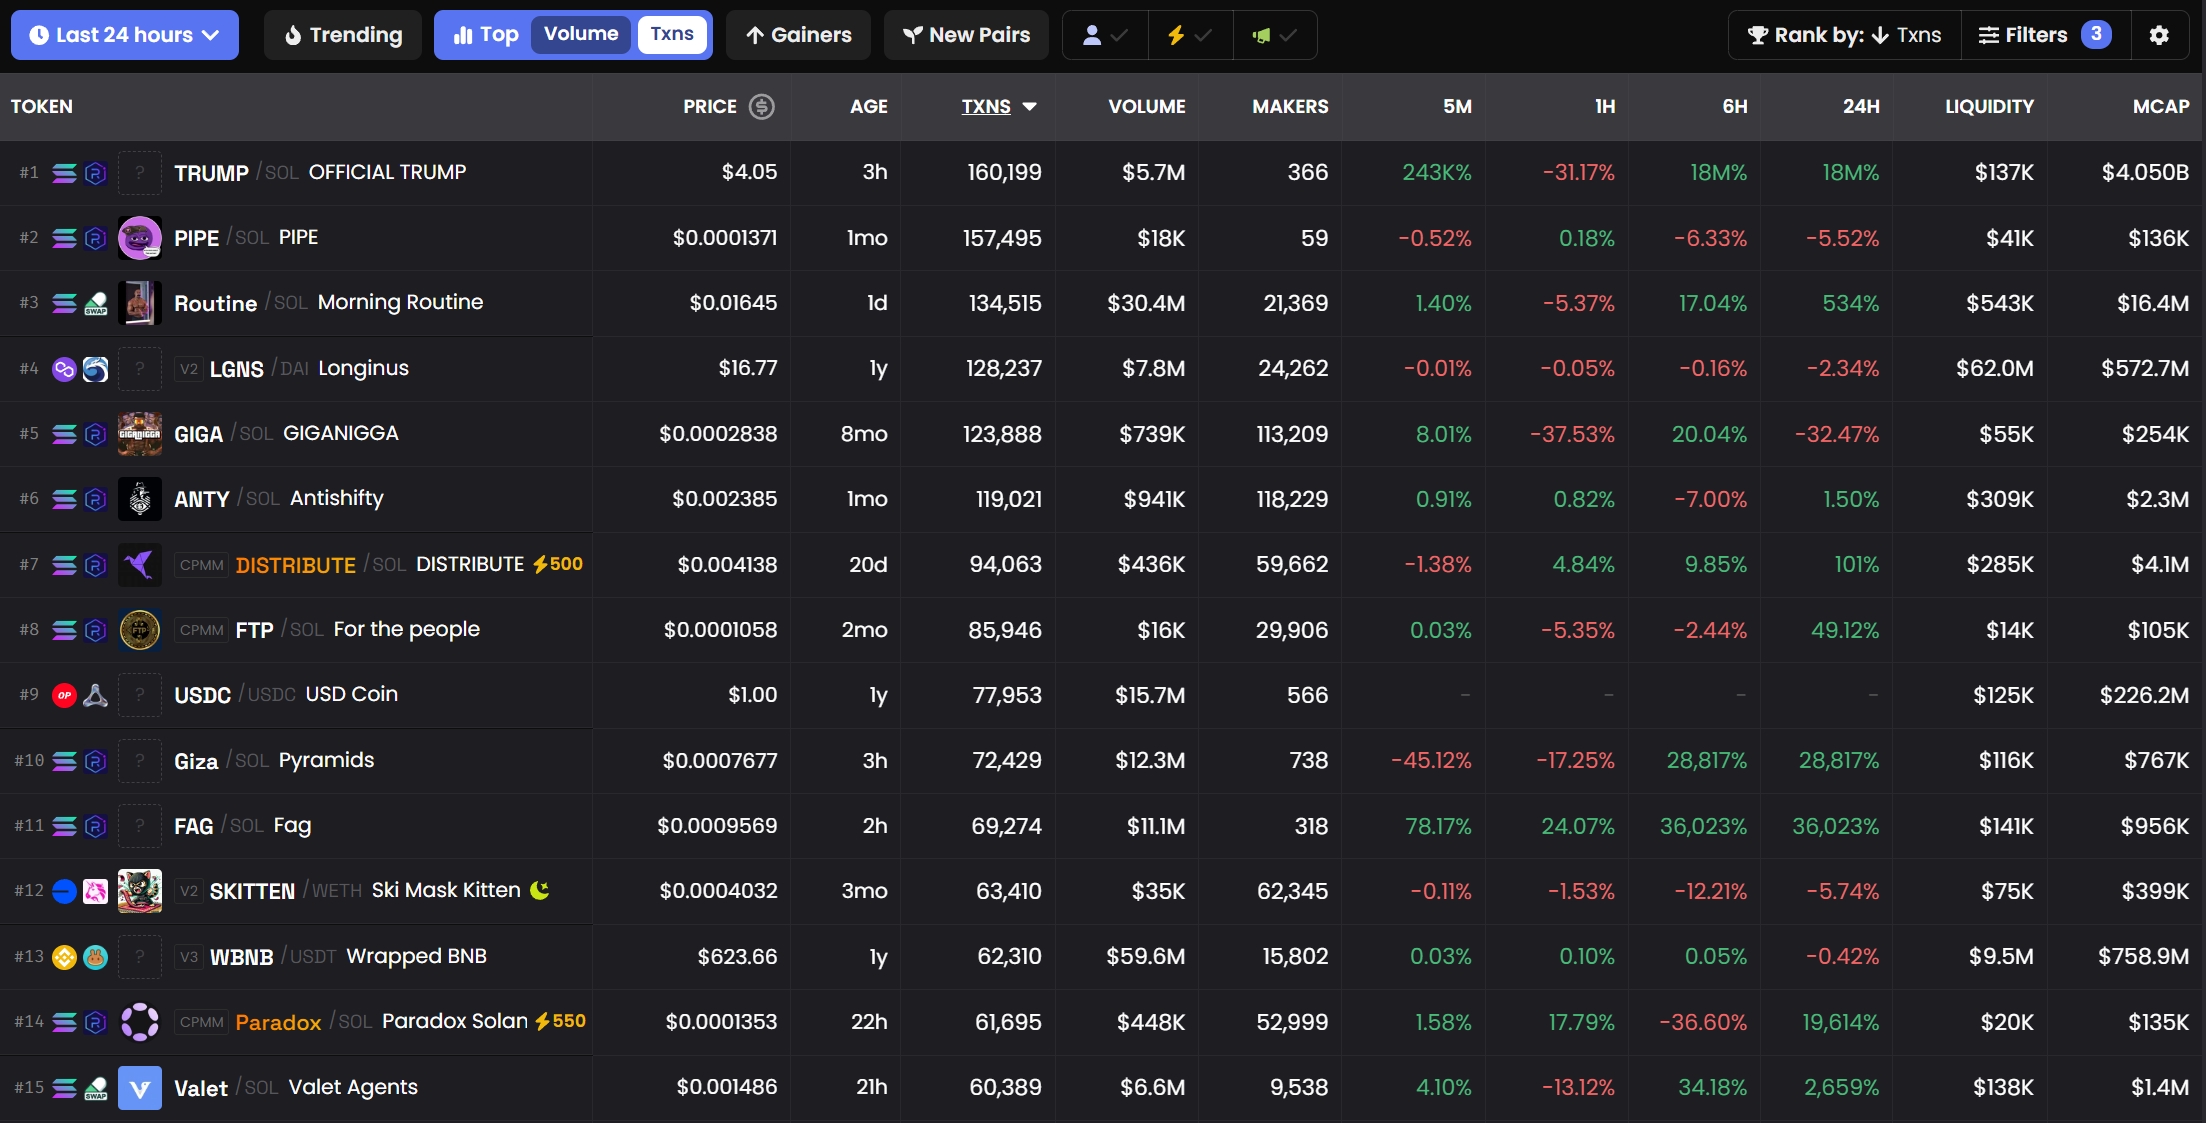 Last 24 hours Trending Top Volume Txns Gainers New Pairs Rank by: Txns Filters 3
TOKEN PRICE AGE TXNS VOLUME MAKERS 5M 1H 6H 24H LIQUIDITY MCAP
#1 ? TRUMP /SOL OFFICIAL TRUMP $4.05 3h 160,199 $5.7M 366 243K% -31.17% 18M% 18M% $137K $4.050B
#2 PIPE /SOL PIPE $0.0001371 1mo 157,495 $18K 59 -0.52% 0.18% -6.33% -5.52% $41K $136K
#3 SWAP Routine /SOL Morning Routine $0.01645 1d 134,515 $30.4M 21,369 1.40% -5.37% 17.04% 534% $543K $16.4M
#4 ? V2 LGNS /DAI Longinus $16.77 1y 128,237 $7.8M 24,262 -0.01% -0.05% -0.16% -2.34% $62.0M $572.7M
#5 GIGANIGGA GIGA /SOL GIGANIGGA $0.0002838 8mo 123,888 $739K 113,209 8.01% -37.53% 20.04% -32.47% $55K $254K
#6 ANTY /SOL Antishifty $0.002385 1mo 119,021 $941K 118,229 0.91% 0.82% -7.00% 1.50% $309K $2.3M
#7 CPMM DISTRIBUTE /SOL DISTRIBUTE 500 $0.004138 20d 94,063 $436K 59,662 -1.38% 4.84% 9.85% 101% $285K $4.1M
#8 FTP CPMM FTP /SOL For the people $0.0001058 2mo 85,946 $16K 29,906 0.03% -5.35% -2.44% 49.12% $14K $105K
#9 OP ? USDC /USDC USD Coin $1.00 1y 77,953 $15.7M 566 - - - - $125K $226.2M
#10 ? Giza /SOL Pyramids $0.0007677 3h 72,429 $12.3M 738 -45.12% -17.25% 28,817% 28,817% $116K $767K
#11 ? FAG /SOL Fag $0.0009569 2h 69,274 $11.1M 318 78.17% 24.07% 36,023% 36,023% $141K $956K
#12 V2 SKITTEN /WETH Ski Mask Kitten $0.0004032 3mo 63,410 $35K 62,345 -0.11% -1.53% -12.21% -5.74% $75K $399K
#13 ? V3 WBNB /USDT Wrapped BNB $623.66 1y 62,310 $59.6M 15,802 0.03% 0.10% 0.05% -0.42% $9.5M $758.9M
#14 CPMM Paradox /SOL Paradox Solan 550 $0.0001353 22h 61,695 $448K 52,999 1.58% 17.79% -36.60% 19,614% $20K $135K
#15 SWAP Valet /SOL Valet Agents $0.001486 21h 60,389 $6.6M 9,538 4.10% -13.12% 34.18% 2,659% $138K $1.4M